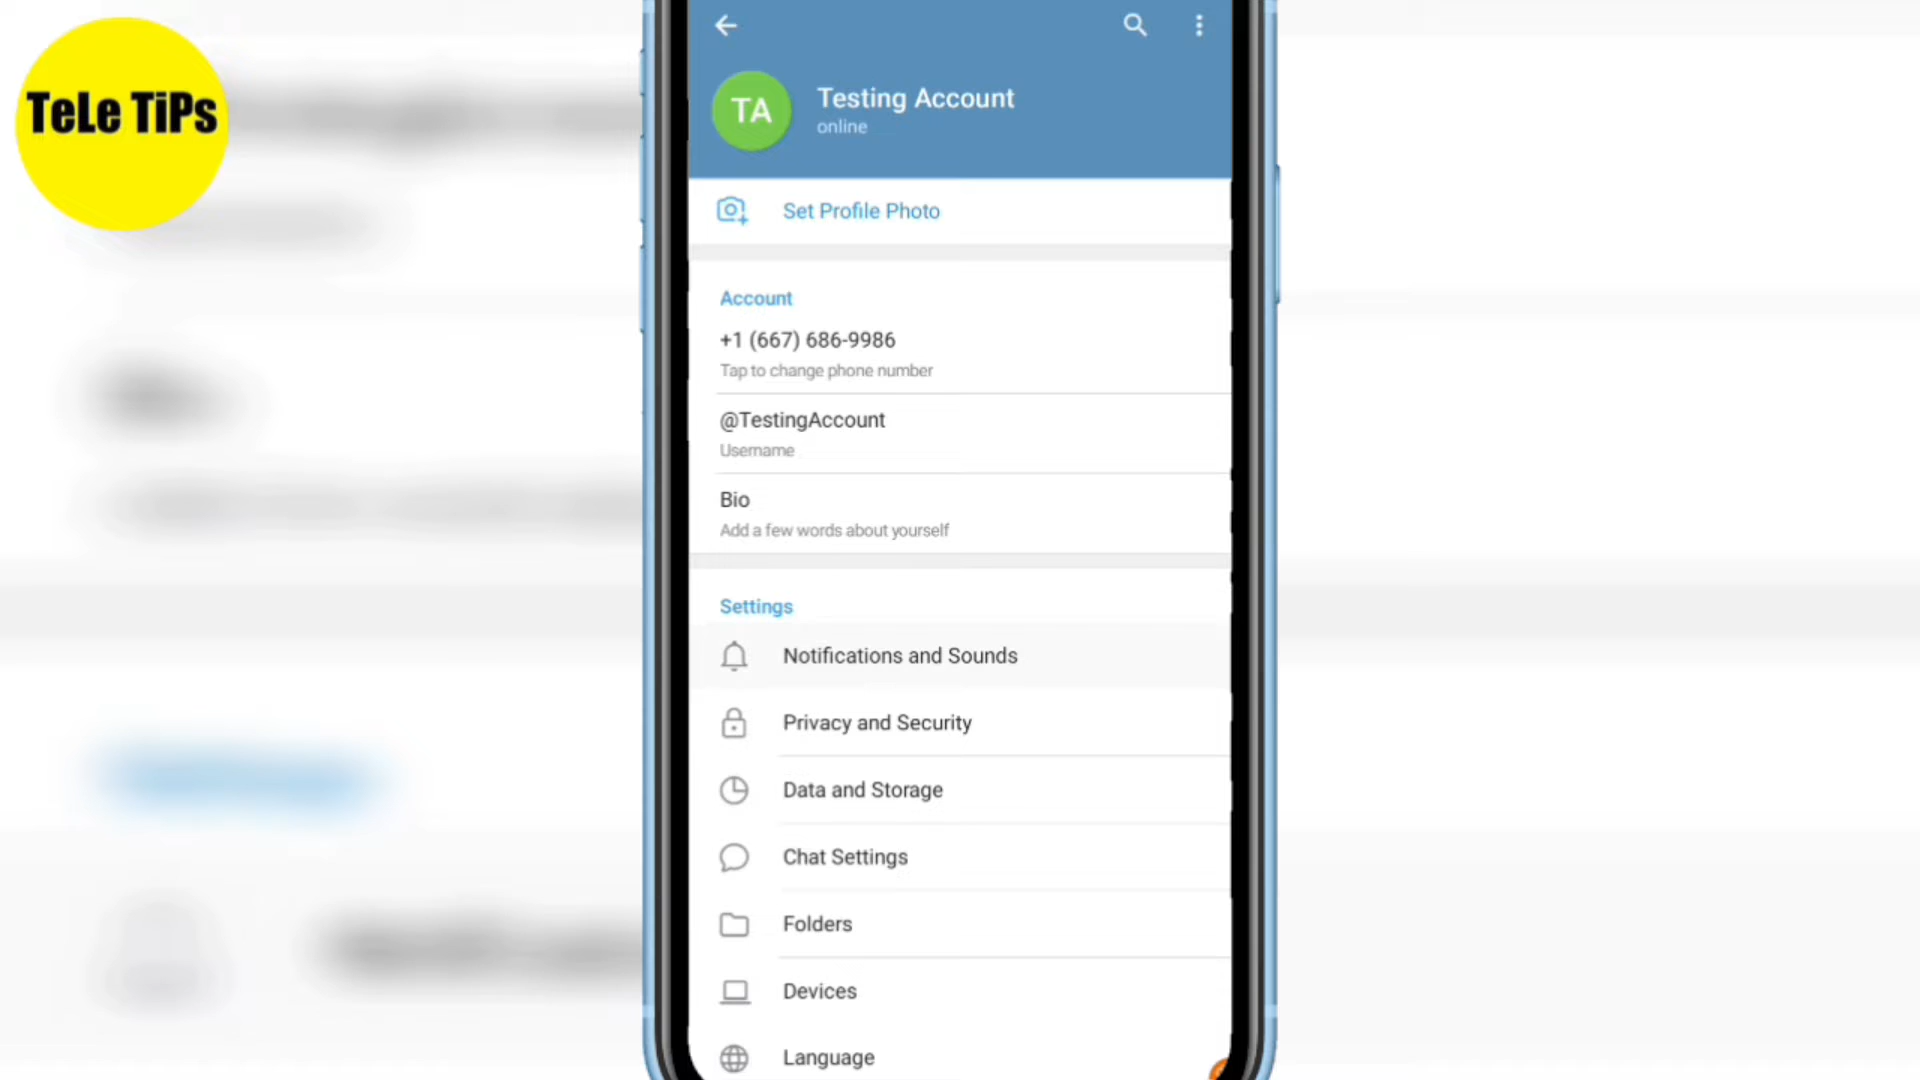 TeLe TiPs
TA
Testing Account
online
Set Profile Photo
Account
+1 (667) 686-9986
Tap to change phone number
@TestingAccount
Username
Bio
Add a few words about yourself
Settings
Notifications and Sounds
Privacy and Security
Data and Storage
Chat Settings
Folders
Devices
Language